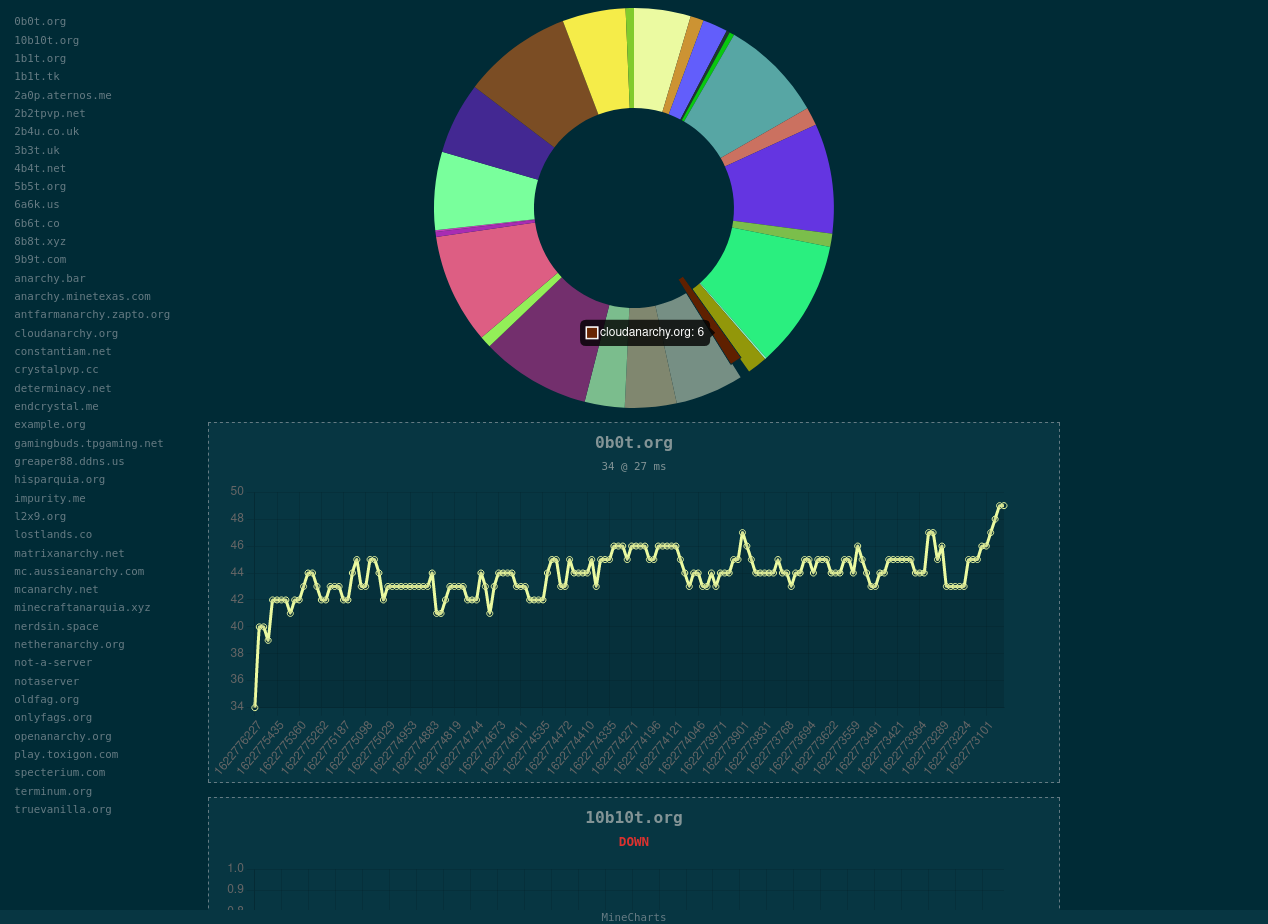 0b0t.org
10b10t.org
1b1t.org
1b1t.tk
2a0p.aternos.me
2b2tpvp.net
2b4u.co.uk
3b3t.uk
4b4t.net
5b5t.org
6a6k.us
6b6t.co
8b8t.xyz
9b9t.com
anarchy.bar
anarchy.minetexas.com
antfarmanarchy.zapto.org
cloudanarchy.org
constantiam.net
crystalpvp.cc
determinacy.net
endcrystal.me
example.org
gamingbuds.tpgaming.net
greaper88.ddns.us
hisparquia.org
impurity.me
l2x9.org
lostlands.co
matrixanarchy.net
mc.aussieanarchy.com
mcanarchy.net
minecraftanarquia.xyz
nerdsin.space
netheranarchy.org
not-a-server
notaserver
oldfag.org
onlyfags.org
openanarchy.org
play.toxigon.com
specterium.com
terminum.org
truevanilla.org
cloudanarchy.org: 6
0b0t.org
34 @ 27 ms
50
48
46
44
42
40
38
36
34
1622776227
1622775435
1622775360
1622775262
1622775187
1622775098
1622775029
1622774953
1622774883
1622774819
1622774744
1622774673
1622774611
1622774535
1622774472
1622774410
1622774335
1622774271
1622774196
1622774121
1622774046
1622773971
1622773901
1622773831
1622773768
1622773694
1622773622
1622773559
1622773491
1622773421
1622773364
1622773289
1622773224
1622773101
10b10t.org
DOWN
1.0
0.9
0.8
MineCharts